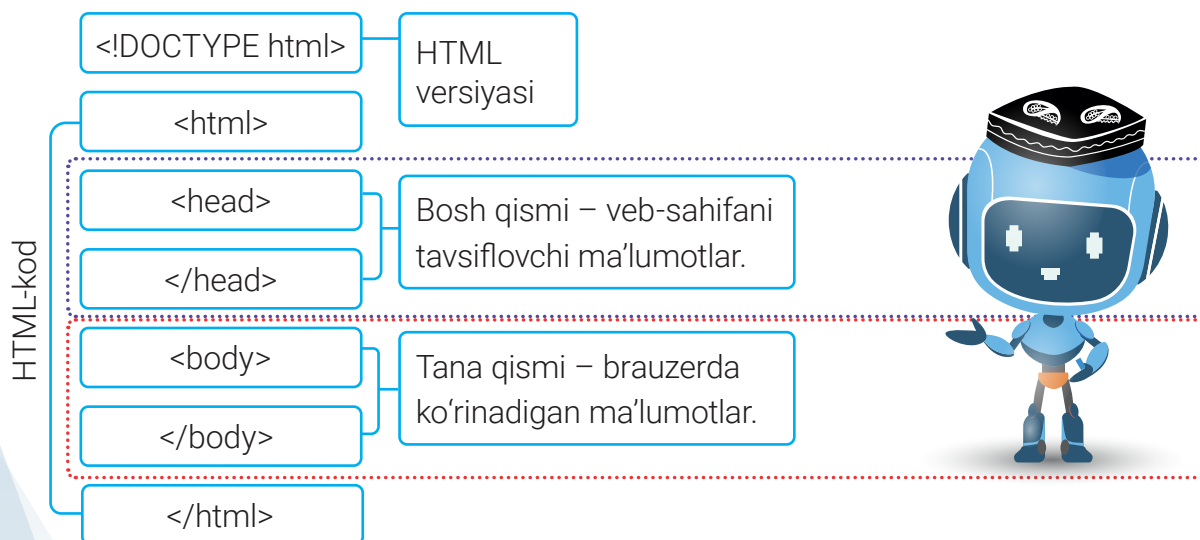 <!DOCTYPE html>
HTML
versiyasi
<html>
<head>
Bosh qismi – veb-sahifani
tavsiflovchi ma’lumotlar.
</head>
HTML-kod
<body>
Tana qismi – brauzerda
ko‘rinadigan ma’lumotlar.
</body>
</html>